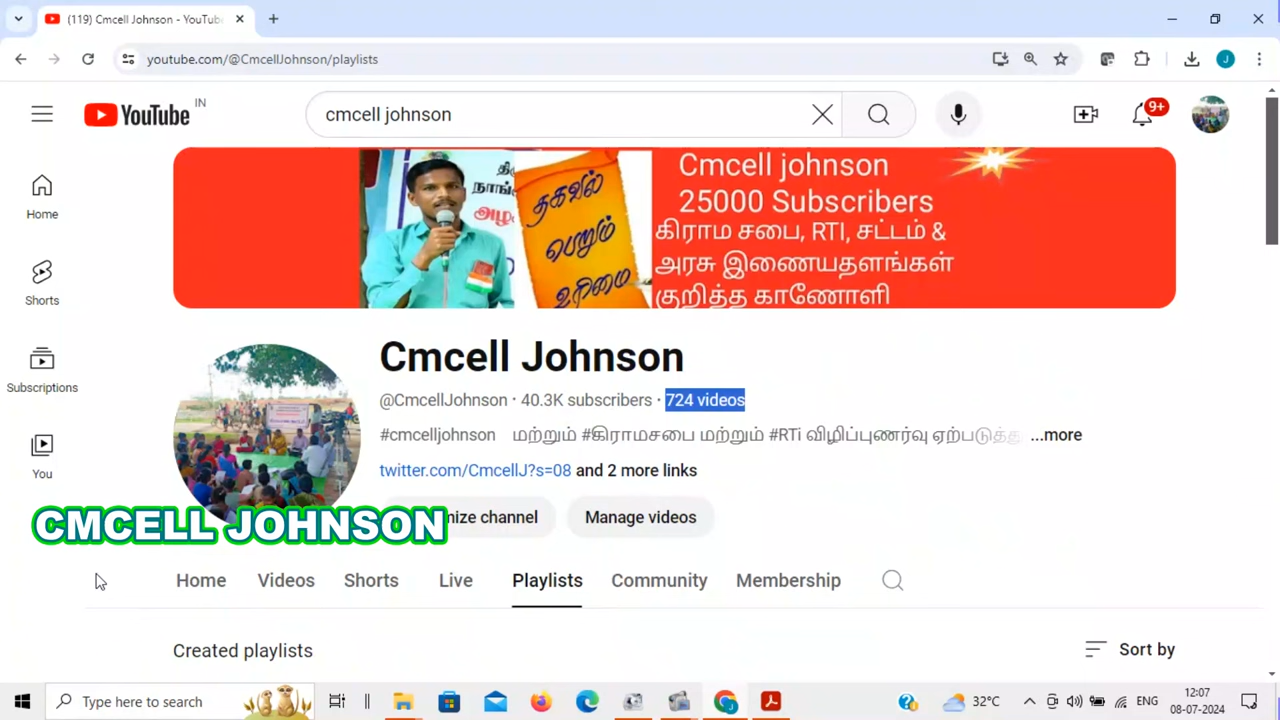 (119) Cmcell Johnson - YouTub
youtube.com/@CmcellJohnson/playlists
YouTube IN
cmcell johnson
9+
Home
Shorts
Subscriptions
You
தகவல்
பெறும்
உரிமை
Cmcell johnson
25000 Subscribers
கிராம சபை, RTI, சட்டம் &
அரசு இணையதளங்கள்
குறித்த காணோளி
Cmcell Johnson
@CmcellJohnson · 40.3K subscribers · 724 videos
#cmcelljohnson மற்றும் #கிராமசபை மற்றும் #RTi விழிப்புணர்வு ஏற்படுத்து ...more
twitter.com/CmcellJ?s=08 and 2 more links
mize channel
Manage videos
CMCELL JOHNSON
Home Videos Shorts Live Playlists Community Membership
Created playlists
Sort by
Type here to search
32°C
ENG
12:07
08-07-2024